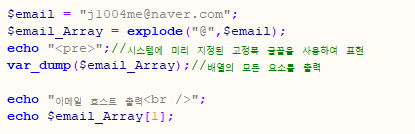 $email = "j1004me@naver.com";
$email_Array = explode("@",$email);
echo "<pre>";//시스템에 미리 지정된 고정폭 글꼴을 사용하여 표현
var_dump($email_Array);//배열의 모든 요소를 출력
echo "이메일 호스트 출력<br />";
echo $email_Array[1];